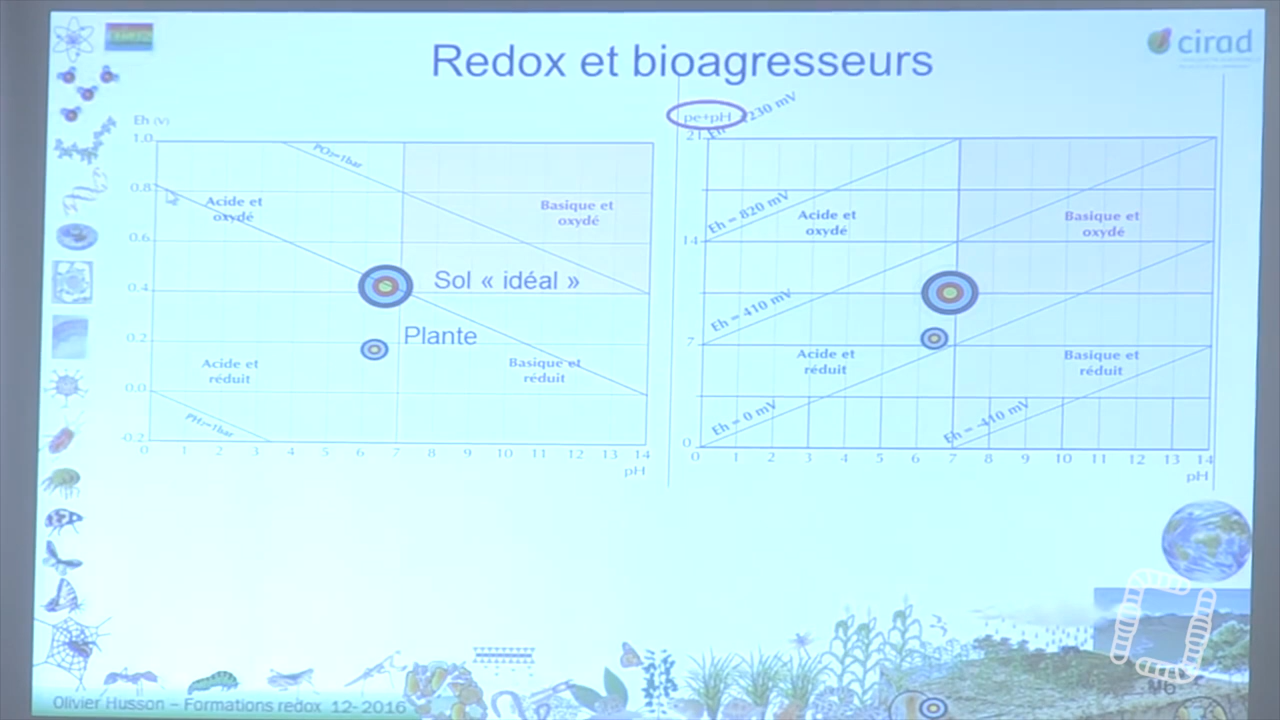 Redox et bioagresseurs
cirad
Eh (V)
1.0
0.8
0.6
0.4
0.2
0.0
-0.2
PO₂=1bar
Acide et
oxydé
Basique et
oxydé
Sol « idéal »
Plante
Acide et
réduit
Basique et
réduit
PH₂=1bar
0 1 2 3 4 5 6 7 8 9 10 11 12 13 14
pH
pe+pH
21
14
7
0
Eh = 820 mV
Acide et
oxydé
Basique et
oxydé
Eh = 410 mV
Acide et
réduit
Basique et
réduit
Eh = 0 mV
Eh = -410 mV
0 1 2 3 4 5 6 7 8 9 10 11 12 13 14
pH
Olivier Husson – Formations redox 12- 2016